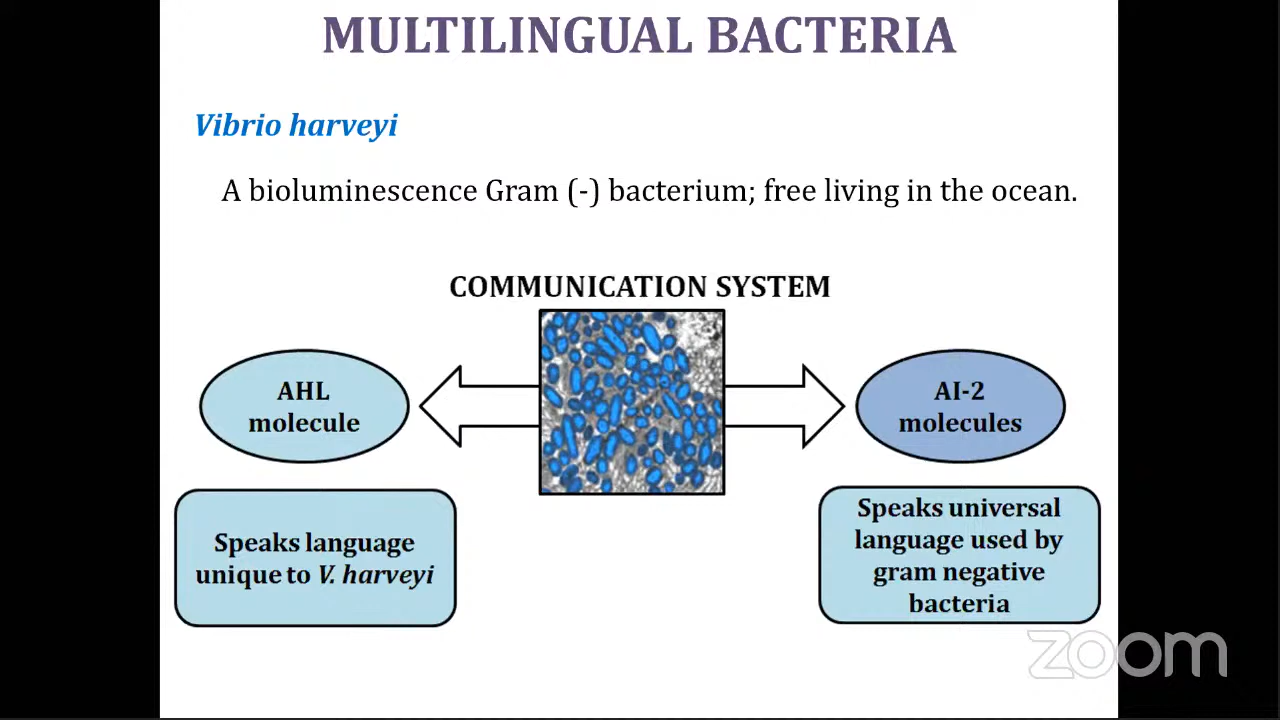 MULTILINGUAL BACTERIA
Vibrio harveyi
A bioluminescence Gram (-) bacterium; free living in the ocean.
COMMUNICATION SYSTEM
AHL
molecule
AI-2
molecules
Speaks language
unique to V. harveyi
Speaks universal
language used by
gram negative
bacteria
zoom